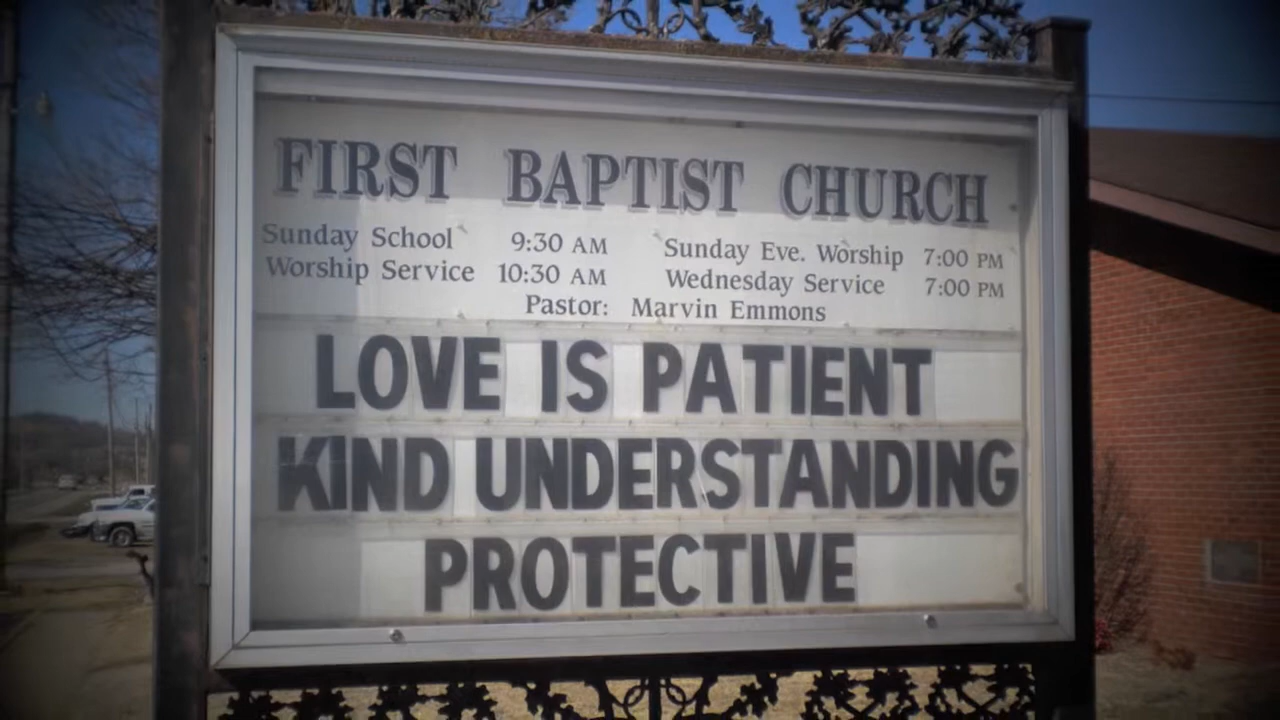 FIRST BAPTIST CHURCH
Sunday School 9:30 AM Sunday Eve. Worship 7:00 PM
Worship Service 10:30 AM Wednesday Service 7:00 PM
Pastor: Marvin Emmons
LOVE IS PATIENT
KIND UNDERSTANDING
PROTECTIVE